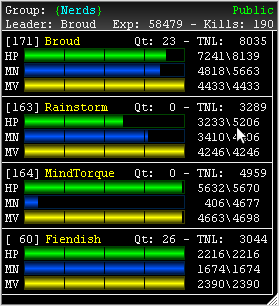 Group: {Nerds} Public
Leader: Broud Exp: 58479 - Kills: 190
[171] Broud Qt: 23 - TNL: 8035
HP 7241\8139
MN 4818\5663
MV 4433\4433
[163] Rainstorm Qt: 0 - TNL: 3289
HP 3233\5206
MN 3410\4
MV 4246\4246
[164] MindTorque Qt: 0 - TNL: 4959
HP 5632\5670
MN 406\4677
MV 4663\4698
[ 60] Fiendish Qt: 26 - TNL: 3044
HP 2216\2216
MN 1674\1674
MV 2390\2390